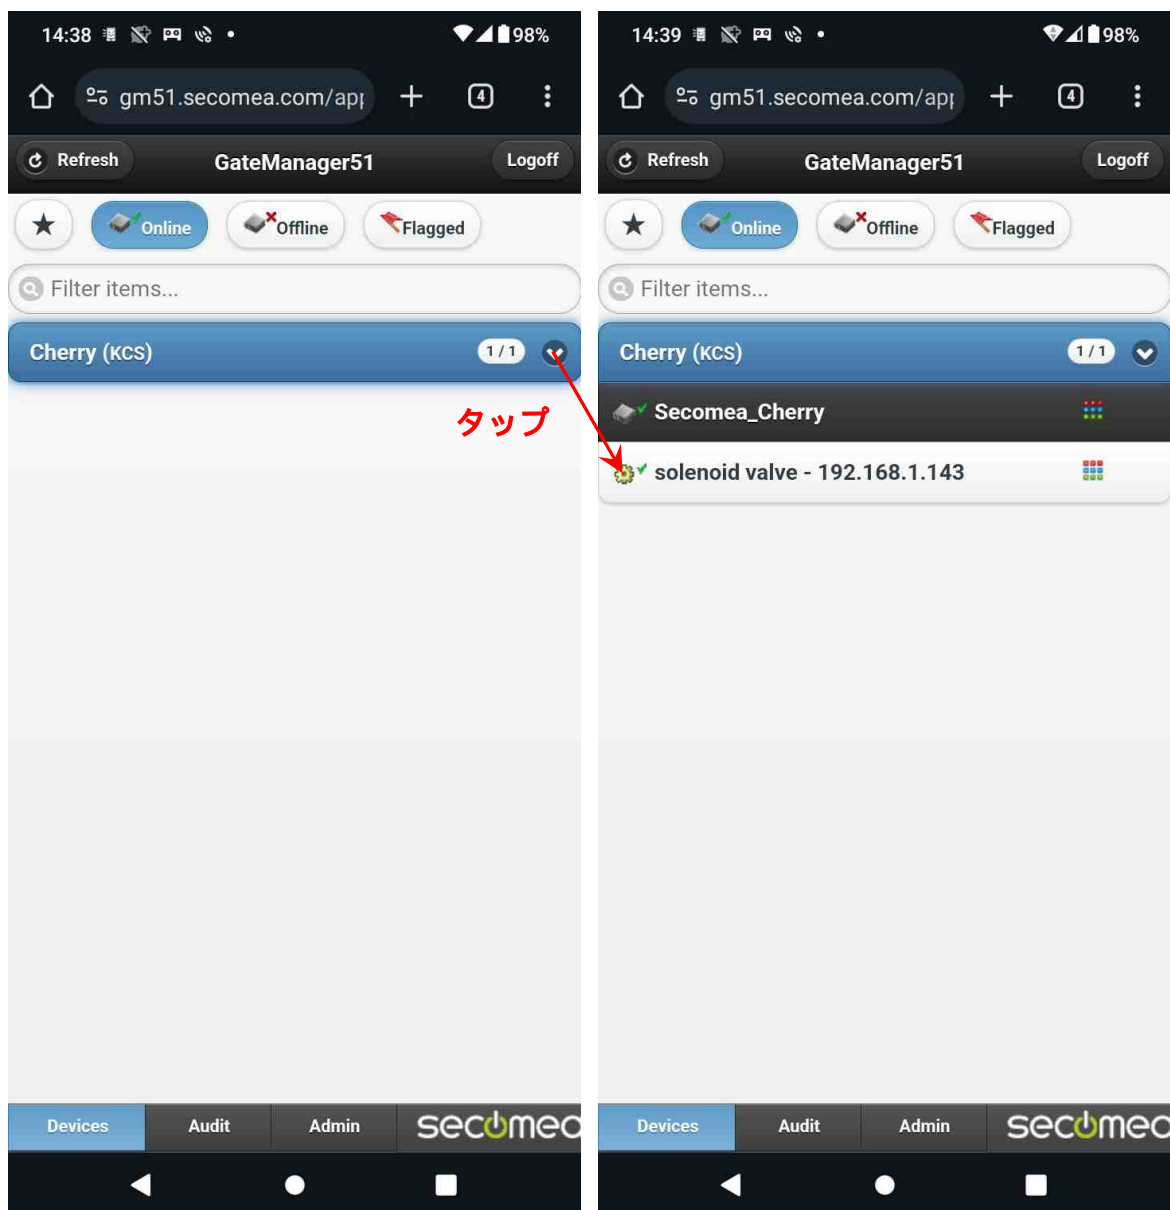 14:38
98%
gm51.secomea.com/app
4
Refresh
GateManager51
Logoff
Online
Offline
Flagged
Filter items...
Cherry (KCS)
1/1
タップ
Devices
Audit
Admin
secomea
14:39
98%
gm51.secomea.com/app
4
Refresh
GateManager51
Logoff
Online
Offline
Flagged
Filter items...
Cherry (KCS)
1/1
Secomea_Cherry
solenoid valve - 192.168.1.143
Devices
Audit
Admin
secomea